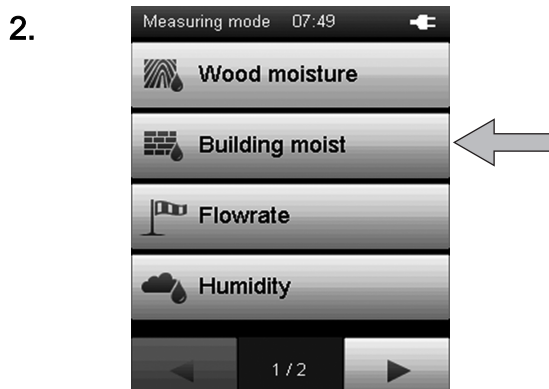 2.
Measuring mode 07:49
Wood moisture
Building moist
Flowrate
Humidity
1 / 2